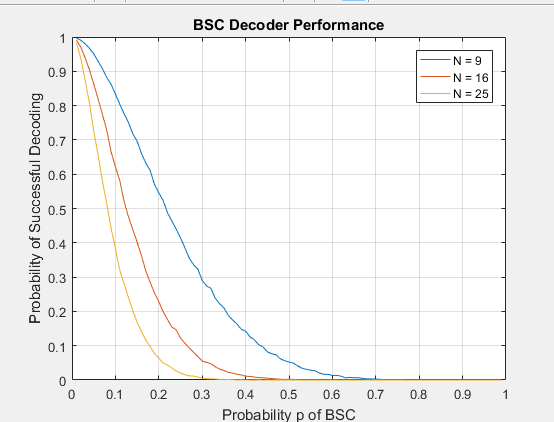 BSC Decoder Performance
Probability of Successful Decoding
1
0.9
0.8
0.7
0.6
0.5
0.4
0.3
0.2
0.1
0
N = 9
N = 16
N = 25
0 0.1 0.2 0.3 0.4 0.5 0.6 0.7 0.8 0.9 1
Probability p of BSC